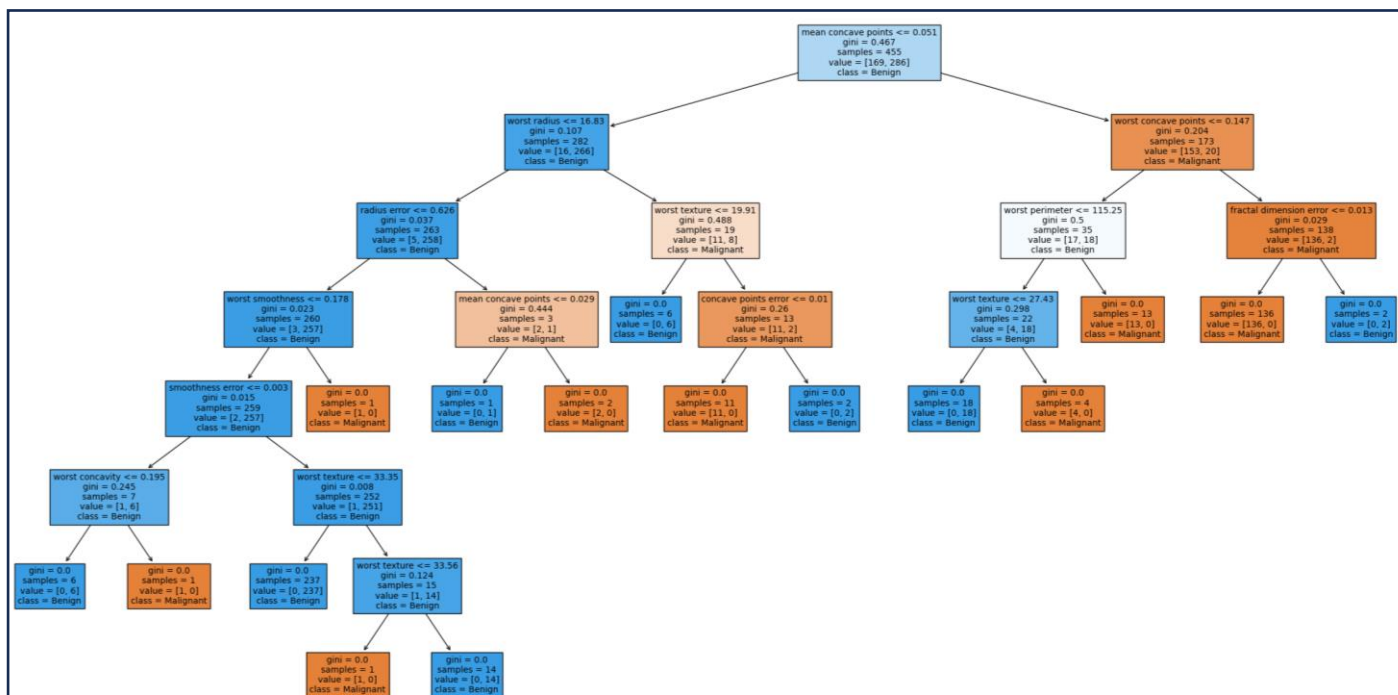 mean concave points <= 0.051
gini = 0.467
samples = 455
value = [169, 286]
class = Benign
worst radius <= 16.83
gini = 0.107
samples = 282
value = [16, 266]
class = Benign
worst concave points <= 0.147
gini = 0.204
samples = 173
value = [153, 20]
class = Malignant
radius error <= 0.626
gini = 0.037
samples = 263
value = [5, 258]
class = Benign
worst texture <= 19.91
gini = 0.488
samples = 19
value = [11, 8]
class = Malignant
worst perimeter <= 115.25
gini = 0.5
samples = 35
value = [17, 18]
class = Benign
fractal dimension error <= 0.013
gini = 0.029
samples = 138
value = [136, 2]
class = Malignant
worst smoothness <= 0.178
gini = 0.023
samples = 260
value = [3, 257]
class = Benign
mean concave points <= 0.029
gini = 0.444
samples = 3
value = [2, 1]
class = Malignant
gini = 0.0
samples = 6
value = [0, 6]
class = Benign
concave points error <= 0.01
gini = 0.26
samples = 13
value = [11, 2]
class = Malignant
worst texture <= 27.43
gini = 0.298
samples = 22
value = [4, 18]
class = Benign
gini = 0.0
samples = 13
value = [13, 0]
class = Malignant
gini = 0.0
samples = 136
value = [136, 0]
class = Malignant
gini = 0.0
samples = 2
value = [0, 2]
class = Benign
smoothness error <= 0.003
gini = 0.015
samples = 259
value = [2, 257]
class = Benign
gini = 0.0
samples = 1
value = [1, 0]
class = Malignant
gini = 0.0
samples = 1
value = [0, 1]
class = Benign
gini = 0.0
samples = 2
value = [2, 0]
class = Malignant
gini = 0.0
samples = 11
value = [11, 0]
class = Malignant
gini = 0.0
samples = 2
value = [0, 2]
class = Benign
gini = 0.0
samples = 18
value = [0, 18]
class = Benign
gini = 0.0
samples = 4
value = [4, 0]
class = Malignant
worst concavity <= 0.195
gini = 0.245
samples = 7
value = [1, 6]
class = Benign
worst texture <= 33.35
gini = 0.008
samples = 252
value = [1, 251]
class = Benign
gini = 0.0
samples = 6
value = [0, 6]
class = Benign
gini = 0.0
samples = 1
value = [1, 0]
class = Malignant
gini = 0.0
samples = 237
value = [0, 237]
class = Benign
worst texture <= 33.56
gini = 0.124
samples = 15
value = [1, 14]
class = Benign
gini = 0.0
samples = 1
value = [1, 0]
class = Malignant
gini = 0.0
samples = 14
value = [0, 14]
class = Benign